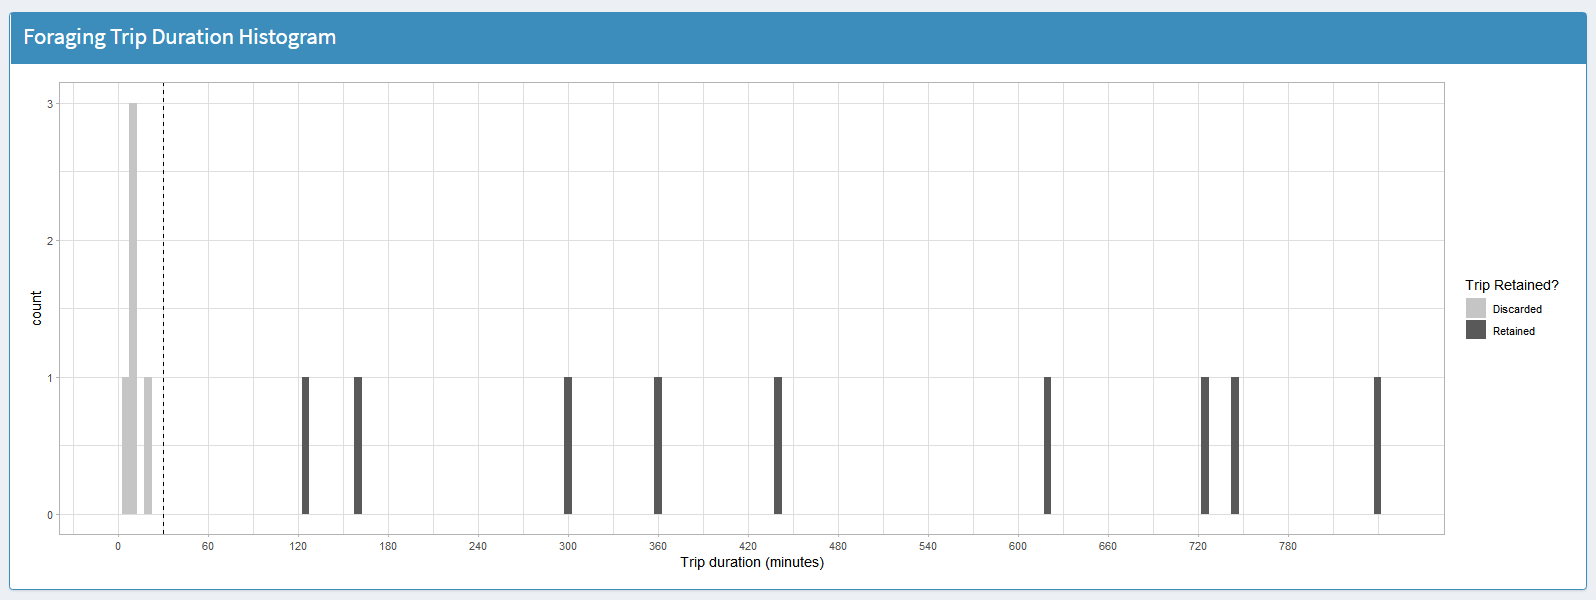 Foraging Trip Duration Histogram
3
2
1
0
count
0 60 120 180 240 300 360 420 480 540 600 660 720 780
Trip duration (minutes)
Trip Retained?
Discarded
Retained